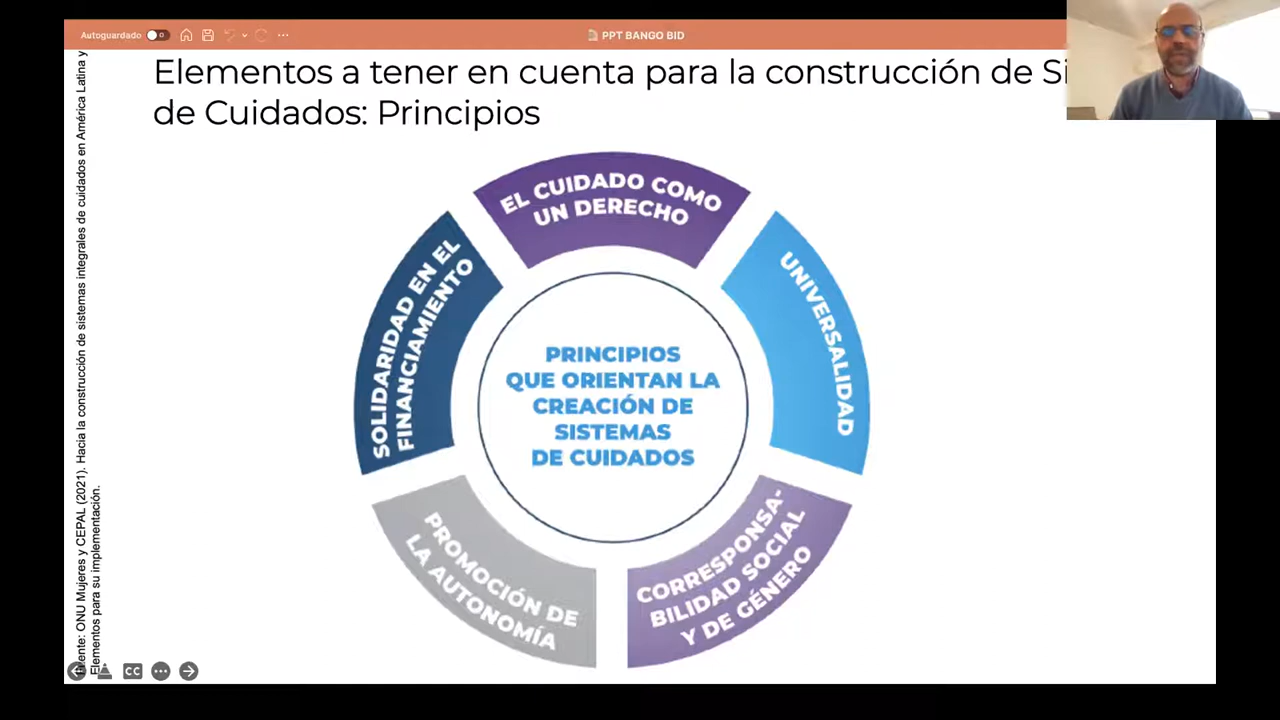 Autoguardado
PPT BANGO BID
Elementos a tener en cuenta para la construcción de Si
de Cuidados: Principios
EL CUIDADO COMO
UN DERECHO
UNIVERSALIDAD
CORRESPONSA-
BILIDAD SOCIAL
Y DE GÉNERO
PROMOCIÓN DE
LA AUTONOMÍA
SOLIDARIDAD EN EL
FINANCIAMIENTO
PRINCIPIOS
QUE ORIENTAN LA
CREACIÓN DE
SISTEMAS
DE CUIDADOS
Fuente: ONU Mujeres y CEPAL (2021). Hacia la construcción de sistemas integrales de cuidados en América Latina y
Elementos para su implementación.
CC